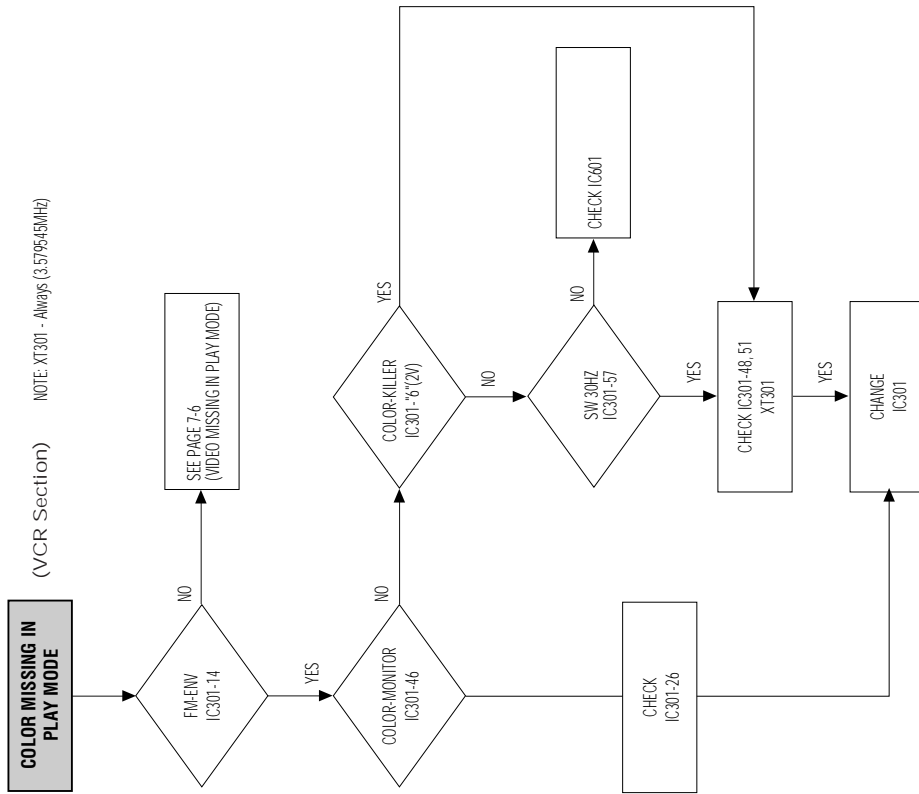 COLOR MISSING IN
PLAY MODE
(VCR Section)
NOTE: XT301 - Always (3.579545MHz)
FM-ENV
IC301-14
NO
SEE PAGE 7-6
(VIDEO MISSING IN PLAY MODE)
YES
COLOR-MONITOR
IC301-46
NO
COLOR-KILLER
IC301-"6"(2V)
YES
NO
SW 30HZ
IC301-57
NO
CHECK IC601
YES
CHECK IC301-48, 51
XT301
YES
CHECK
IC301-26
CHANGE
IC301